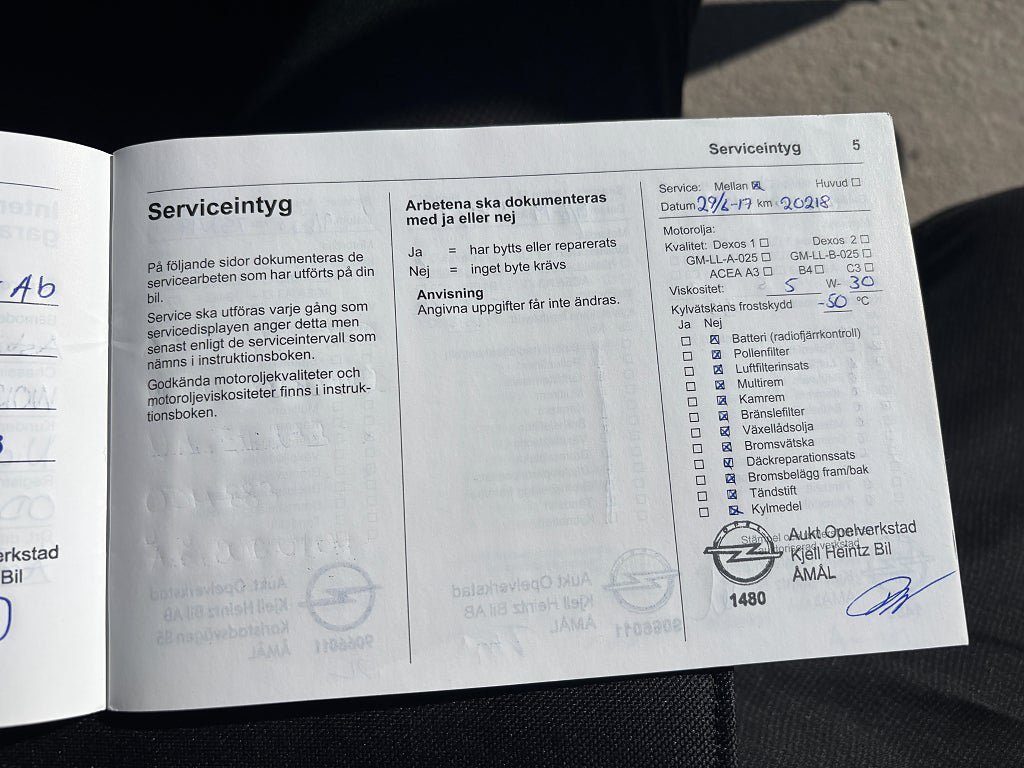 Ab
erkstad
Bil
Serviceintyg 5
Serviceintyg
På följande sidor dokumenteras de
servicearbeten som har utförts på din
bil.
Service ska utföras varje gång som
servicedisplayen anger detta men
senast enligt de serviceintervall som
nämns i instruktionsboken.
Godkända motoroljekvaliteter och
motoroljeviskositeter finns i instruk-
tionsboken.
Arbetena ska dokumenteras
med ja eller nej
Ja = har bytts eller reparerats
Nej = inget byte krävs
Anvisning
Angivna uppgifter får inte ändras.
Service: Mellan ☒ Huvud ☐
Datum 29/6-17 km 20218
Motorolja:
Kvalitet: Dexos 1 ☐ Dexos 2 ☐
GM-LL-A-025 ☐ GM-LL-B-025 ☐
ACEA A3 ☐ B4 ☐ C3 ☐
Viskositet: 5 W- 30
Kylvätskans frostskydd -50 °C
Ja Nej
☐ ☒ Batteri (radiofjärrkontroll)
☐ ☒ Pollenfilter
☐ ☒ Luftfilterinsats
☐ ☒ Multirem
☐ ☒ Kamrem
☐ ☒ Bränslefilter
☐ ☒ Växellådsolja
☐ ☒ Bromsvätska
☐ ☒ Däckreparationssats
☐ ☒ Bromsbelägg fram/bak
☐ ☒ Tändstift
☐ ☒ Kylmedel
OPEL
Aukt Opelverkstad
Kjell Heintz Bil
ÅMÅL
1480